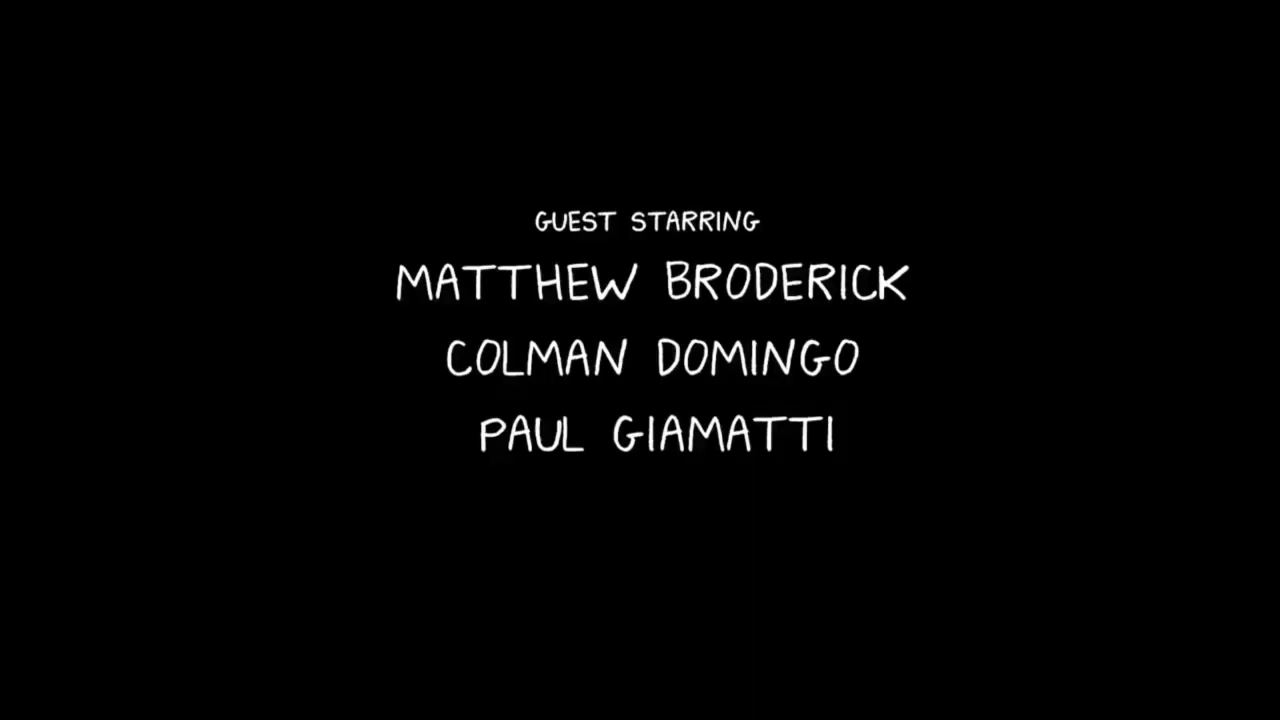 GUEST STARRING
MATTHEW BRODERICK
COLMAN DOMINGO
PAUL GIAMATTI